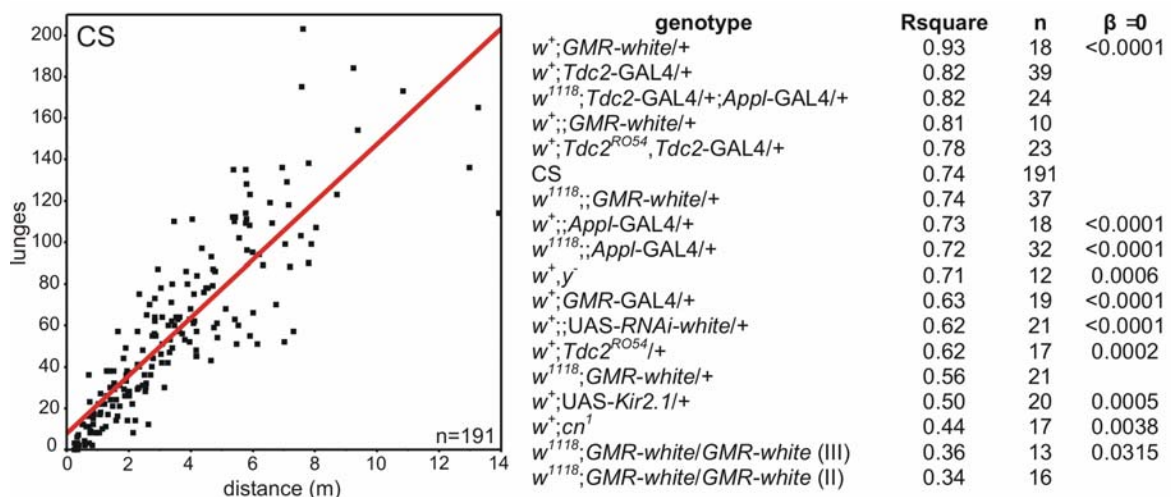 CS
200
180
160
140
120
100
80
60
40
20
0
lunges
n=191
0 2 4 6 8 10 12 14
distance (m)
genotype Rsquare n β =0
w⁺;GMR-white/+ 0.93 18 <0.0001
w⁺;Tdc2-GAL4/+ 0.82 39
w¹¹¹⁸;Tdc2-GAL4/+;Appl-GAL4/+ 0.82 24
w⁺;;GMR-white/+ 0.81 10
w⁺;Tdc2ᴿᴼ⁵⁴,Tdc2-GAL4/+ 0.78 23
CS 0.74 191
w¹¹¹⁸;;GMR-white/+ 0.74 37
w⁺;;Appl-GAL4/+ 0.73 18 <0.0001
w¹¹¹⁸;;Appl-GAL4/+ 0.72 32 <0.0001
w⁺,y⁻ 0.71 12 0.0006
w⁺;GMR-GAL4/+ 0.63 19 <0.0001
w⁺;;UAS-RNAi-white/+ 0.62 21 <0.0001
w⁺;Tdc2ᴿᴼ⁵⁴/+ 0.62 17 0.0002
w¹¹¹⁸;GMR-white/+ 0.56 21
w⁺;UAS-Kir2.1/+ 0.50 20 0.0005
w⁺;cn¹ 0.44 17 0.0038
w¹¹¹⁸;GMR-white/GMR-white (III) 0.36 13 0.0315
w¹¹¹⁸;GMR-white/GMR-white (II) 0.34 16